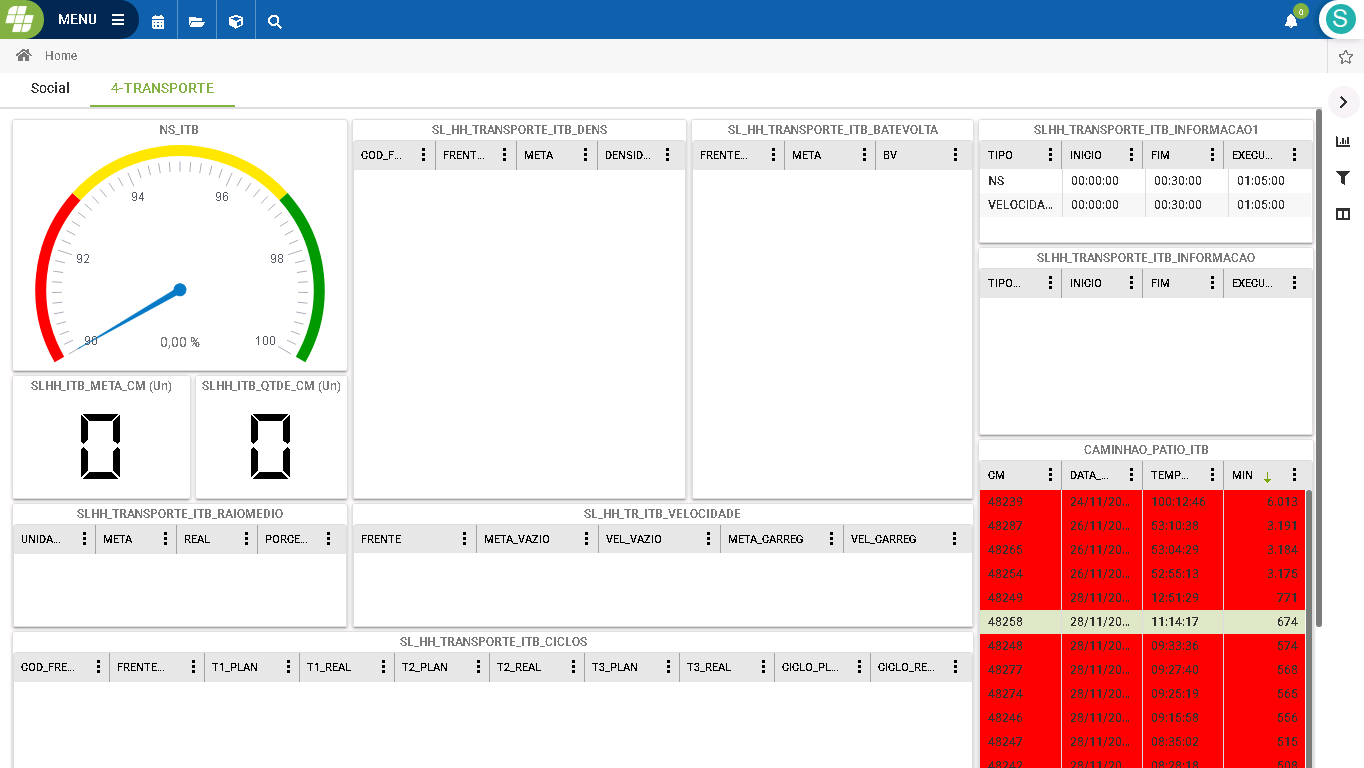 MENU
0
S
Home
Social
4-TRANSPORTE
NS_ITB
94
96
92
98
90
0,00 %
100
SLHH_ITB_META_CM (Un)
0
SLHH_ITB_QTDE_CM (Un)
0
SL_HH_TRANSPORTE_ITB_DENS
COD_F... FRENT... META DENSID...
SL_HH_TRANSPORTE_ITB_BATEVOLTA
FRENTE... META BV
SLHH_TRANSPORTE_ITB_INFORMACAO1
TIPO INICIO FIM EXECU...
NS 00:00:00 00:30:00 01:05:00
VELOCIDA... 00:00:00 00:30:00 01:05:00
SLHH_TRANSPORTE_ITB_INFORMACAO
TIPO... INICIO FIM EXECU...
SLHH_TRANSPORTE_ITB_RAIOMEDIO
UNIDA... META REAL PORCE...
SL_HH_TR_ITB_VELOCIDADE
FRENTE META_VAZIO VEL_VAZIO META_CARREG VEL_CARREG
SL_HH_TRANSPORTE_ITB_CICLOS
COD_FRE... FRENTE... T1_PLAN T1_REAL T2_PLAN T2_REAL T3_PLAN T3_REAL CICLO_PL... CICLO_RE...
CAMINHAO_PATIO_ITB
CM DATA_... TEMP... MIN
48239 24/11/20... 100:12:46 6.013
48287 26/11/20... 53:10:38 3.191
48265 26/11/20... 53:04:29 3.184
48254 26/11/20... 52:55:13 3.175
48249 28/11/20... 12:51:29 771
48258 28/11/20... 11:14:17 674
48248 28/11/20... 09:33:36 574
48277 28/11/20... 09:27:40 568
48274 28/11/20... 09:25:19 565
48246 28/11/20... 09:15:58 556
48247 28/11/20... 08:35:02 515
48242 28/11/20... 08:28:18 508